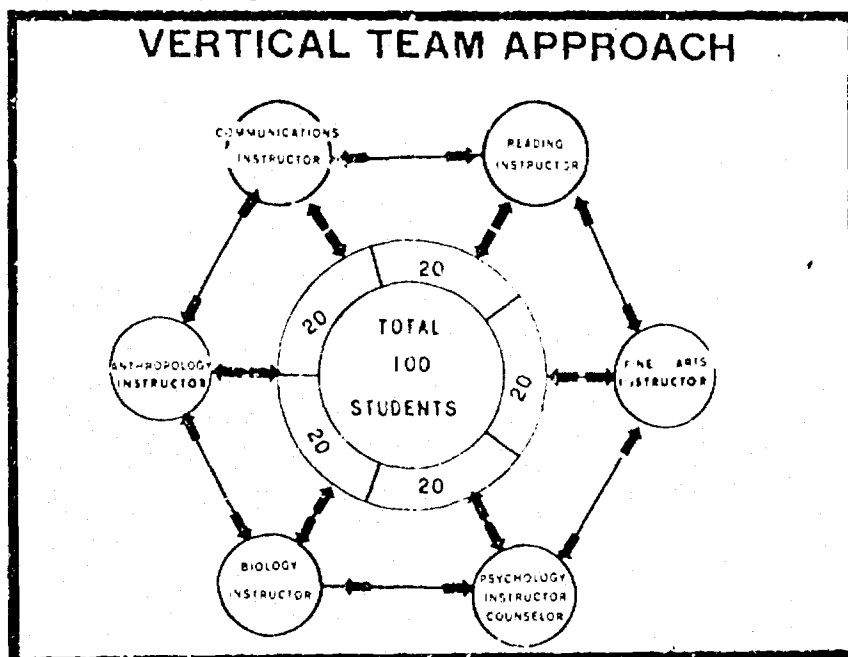 VERTICAL TEAM APPROACH
COMMUNICATIONS
INSTRUCTOR
READING
INSTRUCTOR
20
20
TOTAL
100
STUDENTS
20
ANTHROPOLOGY
INSTRUCTOR
FINE ARTS
INSTRUCTOR
20
20
BIOLOGY
INSTRUCTOR
PSYCHOLOGY
INSTRUCTOR
COUNSELOR